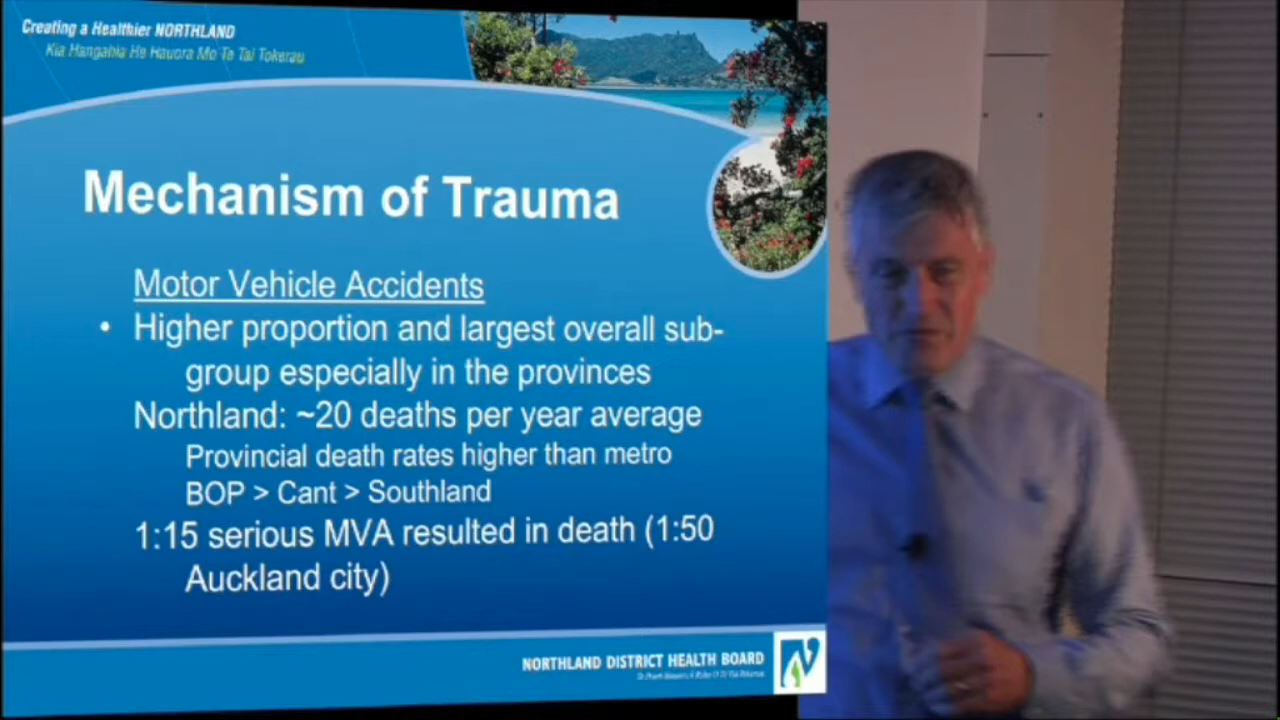 Creating a Healthier NORTHLAND
Kia Hangahia He Hauora Mo Te Tai Tokerau
Mechanism of Trauma
Motor Vehicle Accidents
• Higher proportion and largest overall sub-
group especially in the provinces
Northland: ~20 deaths per year average
Provincial death rates higher than metro
BOP > Cant > Southland
1:15 serious MVA resulted in death (1:50
Auckland city)
NORTHLAND DISTRICT HEALTH BOARD